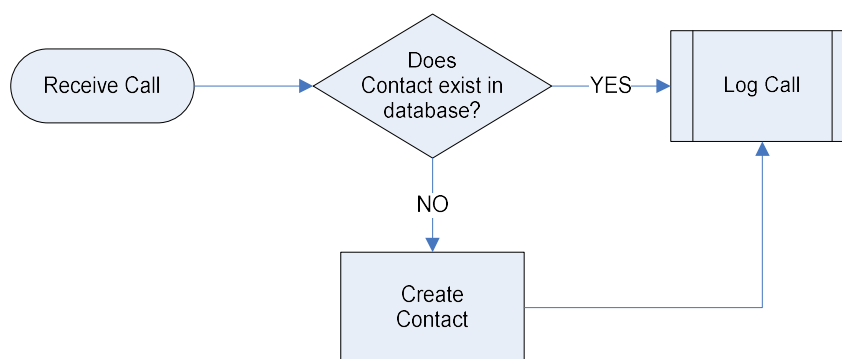 Receive Call
Does
Contact exist in
database?
YES
Log Call
NO
Create
Contact